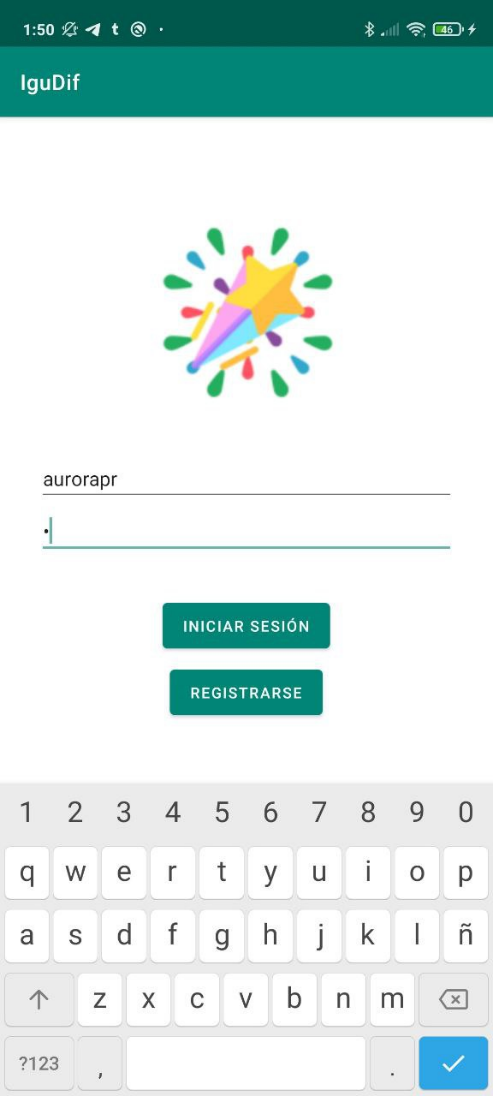 1:50 t 46
IguDif
aurorapr
•
INICIAR SESIÓN
REGISTRARSE
1 2 3 4 5 6 7 8 9 0
q w e r t y u i o p
a s d f g h j k l ñ
z x c v b n m
?123 , .